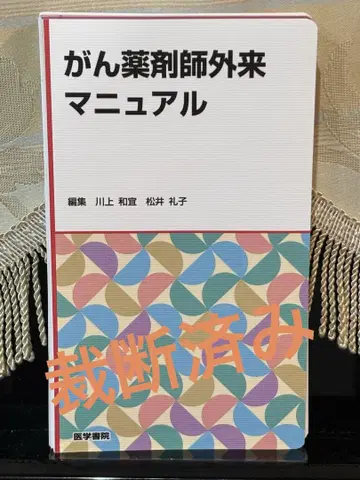 がん薬剤師外来
マニュアル
編集 川上 和宜 松井 礼子
裁断済み
医学書院